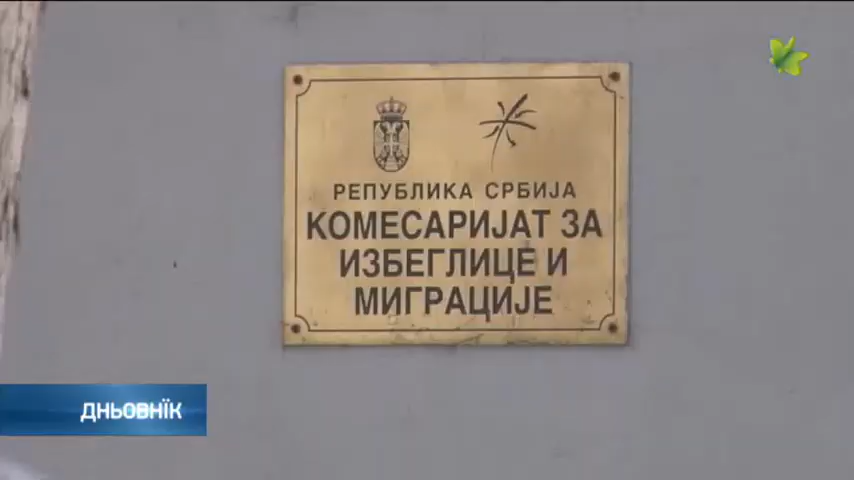 РЕПУБЛИКА СРБИЈА
КОМЕСАРИЈАТ ЗА
ИЗБЕГЛИЦЕ И
МИГРАЦИЈЕ
ДНЬОВНЇК